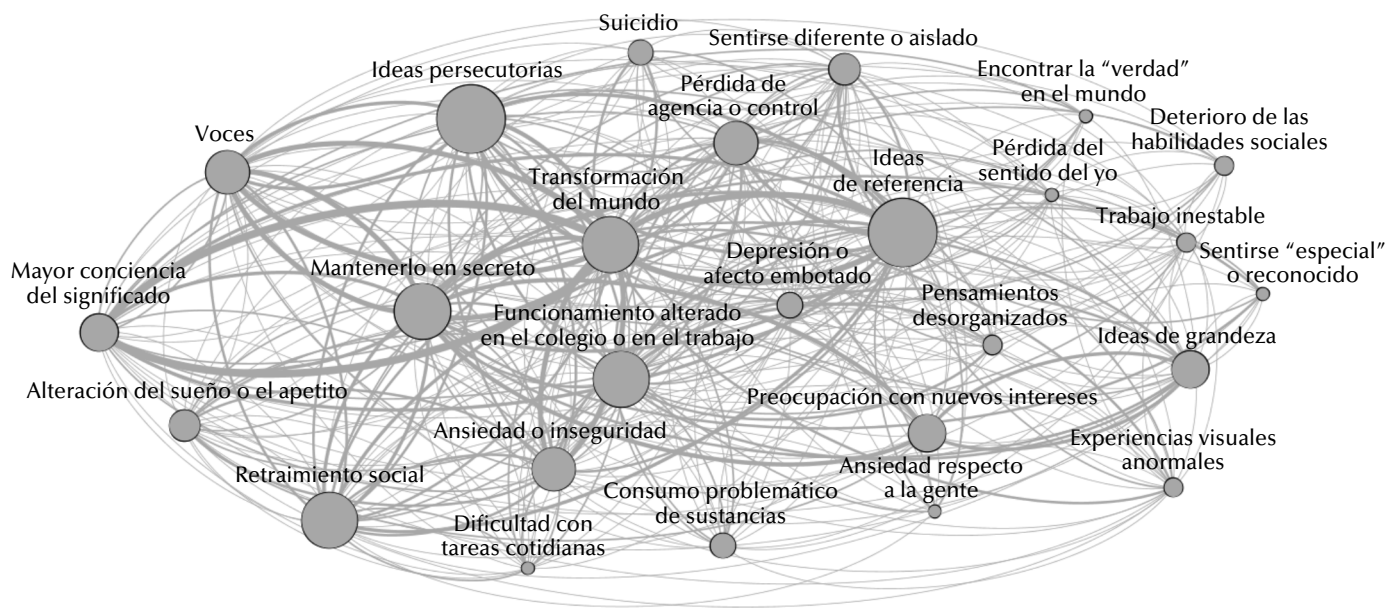 Suicidio
Sentirse diferente o aislado
Ideas persecutorias
Pérdida de
agencia o control
Encontrar la “verdad”
en el mundo
Deterioro de las
habilidades sociales
Voces
Pérdida del
sentido del yo
Ideas
de referencia
Transformación
del mundo
Trabajo inestable
Mayor conciencia
del significado
Mantenerlo en secreto
Depresión o
afecto embotado
Sentirse “especial”
o reconocido
Funcionamiento alterado
en el colegio o en el trabajo
Pensamientos
desorganizados
Ideas de grandeza
Alteración del sueño o el apetito
Preocupación con nuevos intereses
Ansiedad o inseguridad
Experiencias visuales
anormales
Retraimiento social
Ansiedad respecto
a la gente
Consumo problemático
de sustancias
Dificultad con
tareas cotidianas